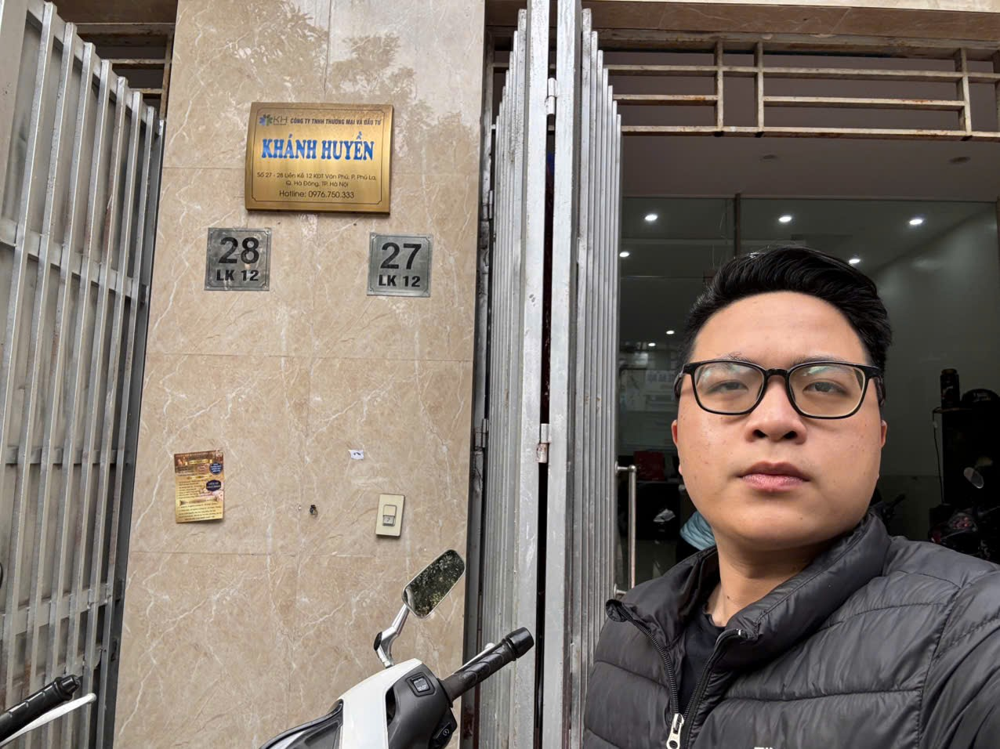 KH CÔNG TY TNHH THƯƠNG MẠI VÀ ĐẦU TƯ
KHÁNH HUYỀN
Số 27 - 28 Liền Kề 12 KĐT Văn Phú, P. Phú La,
Q. Hà Đông, TP. Hà Nội
Hotline: 0976.750.333
28
LK 12
27
LK 12